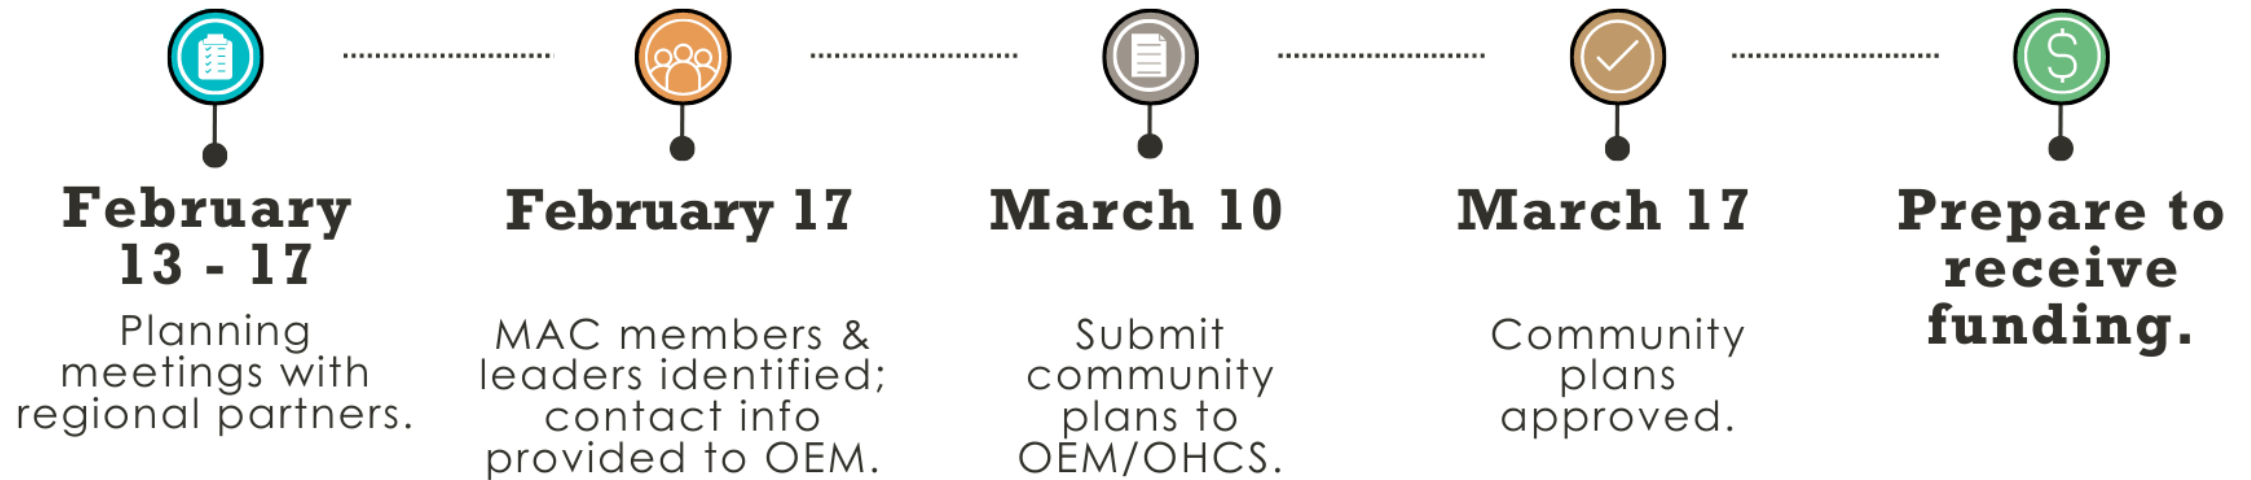 February
13 - 17
Planning
meetings with
regional partners.
February 17
MAC members &
leaders identified;
contact info
provided to OEM.
March 10
Submit
community
plans to
OEM/OHCS.
March 17
Community
plans
approved.
Prepare to
receive
funding.